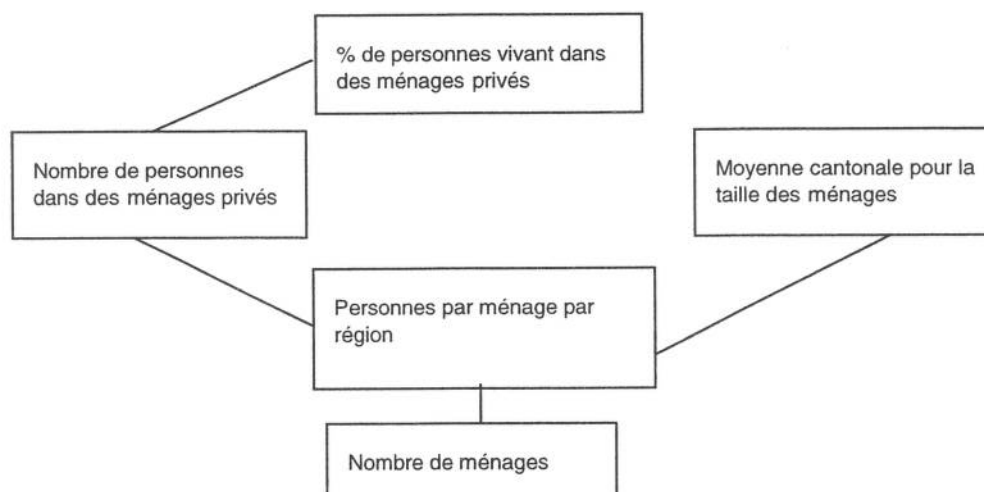 % de personnes vivant dans
des ménages privés
Nombre de personnes
dans des ménages privés
Moyenne cantonale pour la
taille des ménages
Personnes par ménage par
région
Nombre de ménages